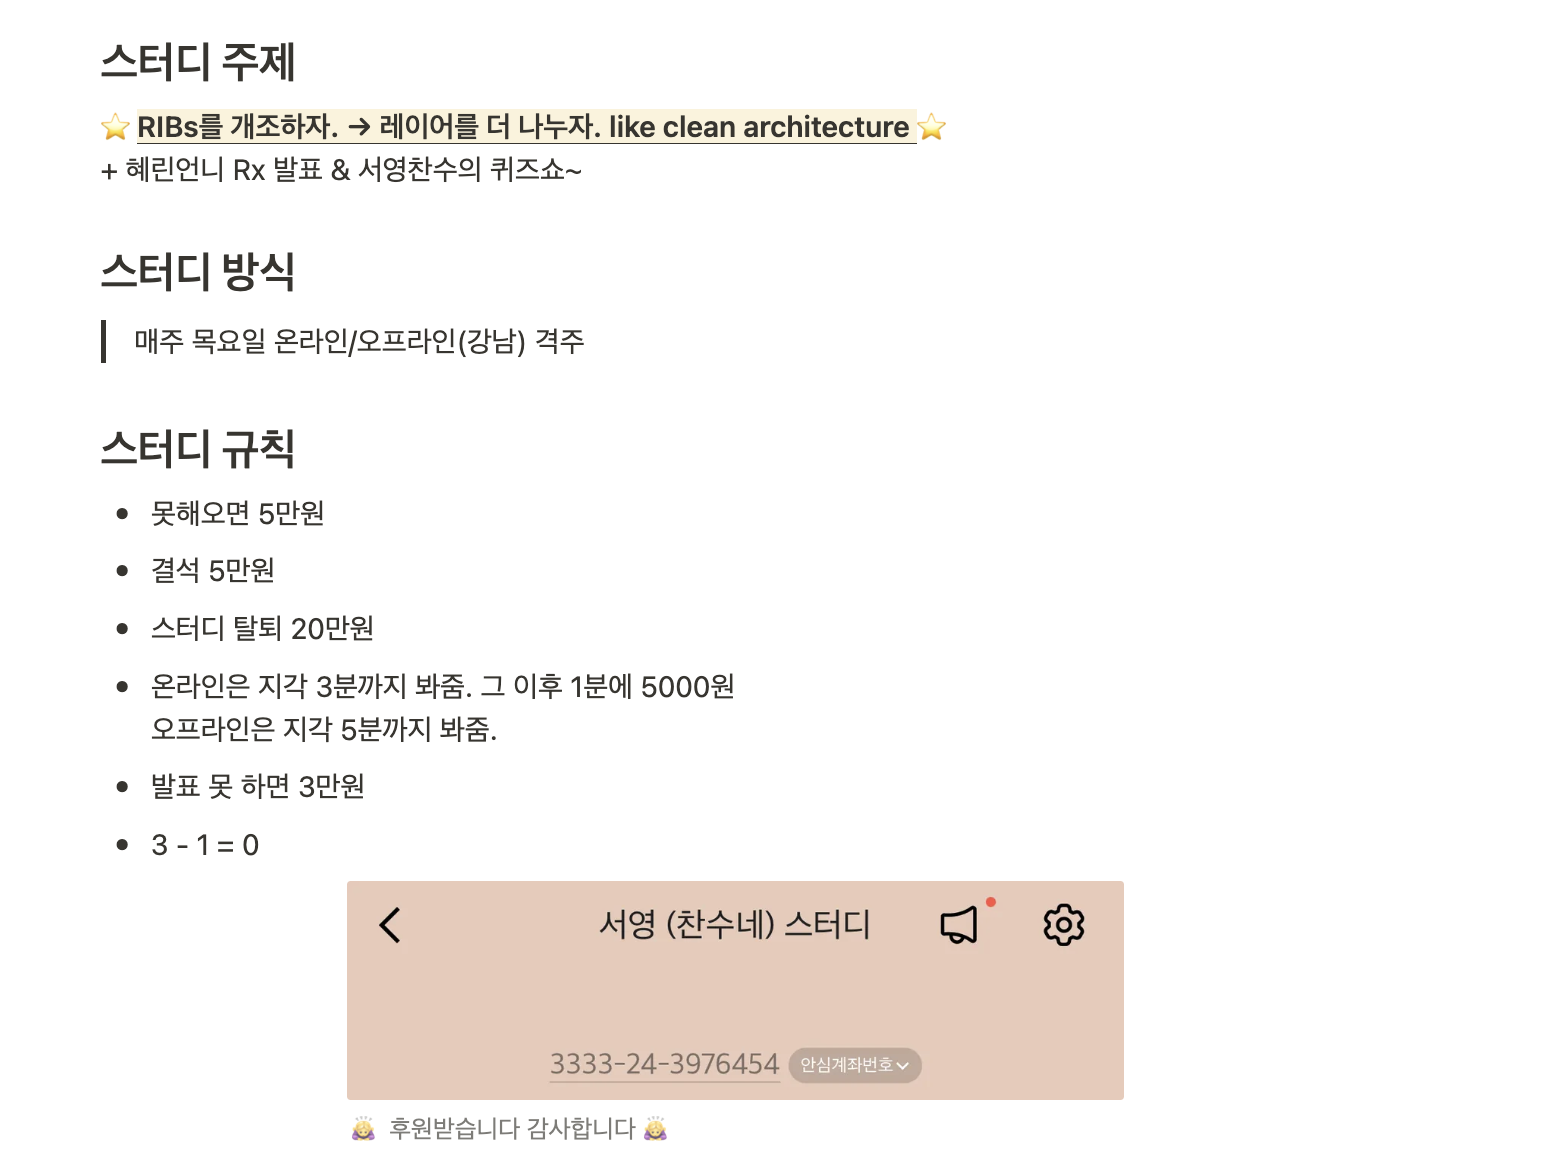 스터디 주제
⭐ RIBs를 개조하자. → 레이어를 더 나누자. like clean architecture ⭐
+ 혜린언니 Rx 발표 & 서영찬수의 퀴즈쇼~
스터디 방식
매주 목요일 온라인/오프라인(강남) 격주
스터디 규칙
• 못해오면 5만원
• 결석 5만원
• 스터디 탈퇴 20만원
• 온라인은 지각 3분까지 봐줌. 그 이후 1분에 5000원
오프라인은 지각 5분까지 봐줌.
• 발표 못 하면 3만원
• 3 - 1 = 0
서영 (찬수네) 스터디
3333-24-3976454 안심계좌번호
🙇‍♀️ 후원받습니다 감사합니다 🙇‍♀️